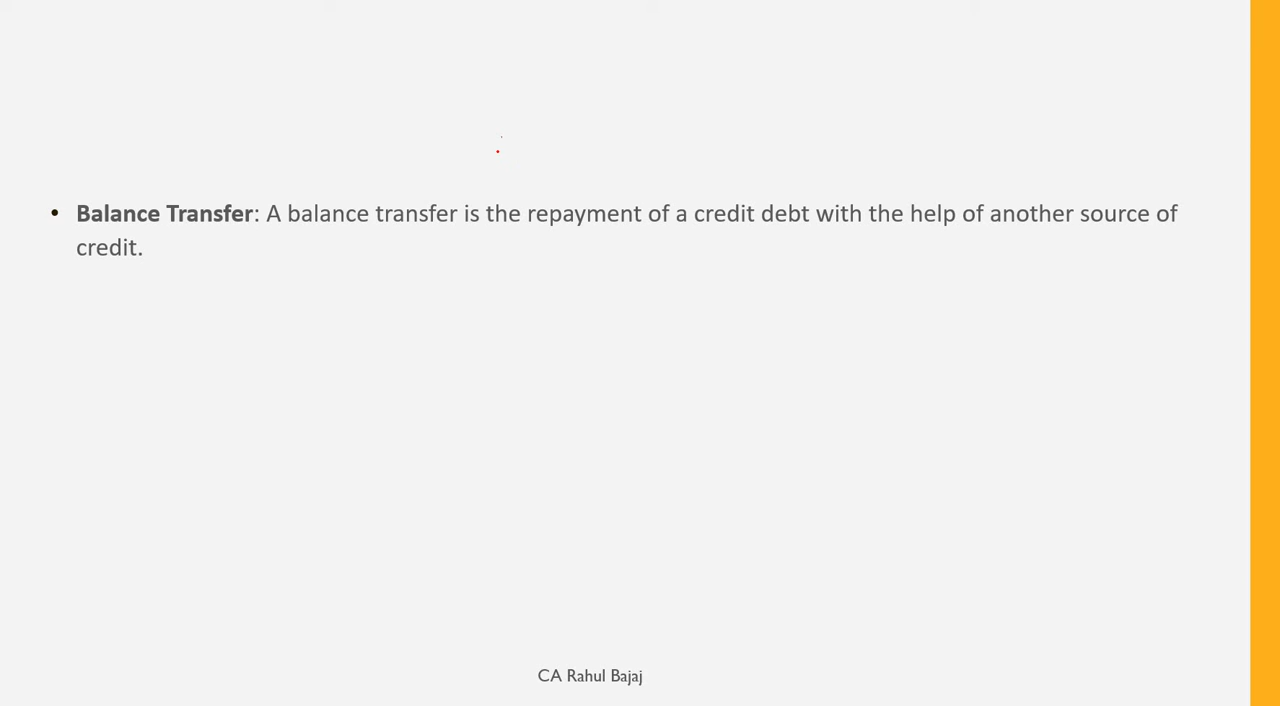 • Balance Transfer: A balance transfer is the repayment of a credit debt with the help of another source of
credit.
CA Rahul Bajaj